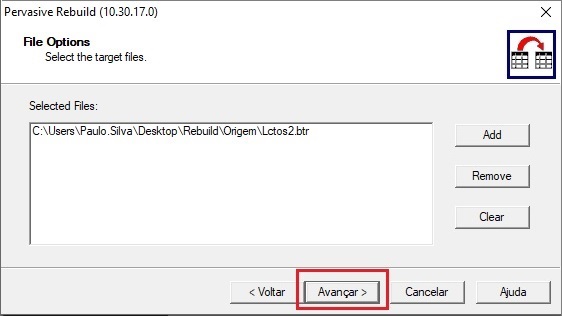 Pervasive Rebuild (10.30.17.0)
File Options
Select the target files.
Selected Files:
C:\Users\Paulo.Silva\Desktop\Rebuild\Origem\Lctos2.btr
Add
Remove
Clear
< Voltar
Avançar >
Cancelar
Ajuda